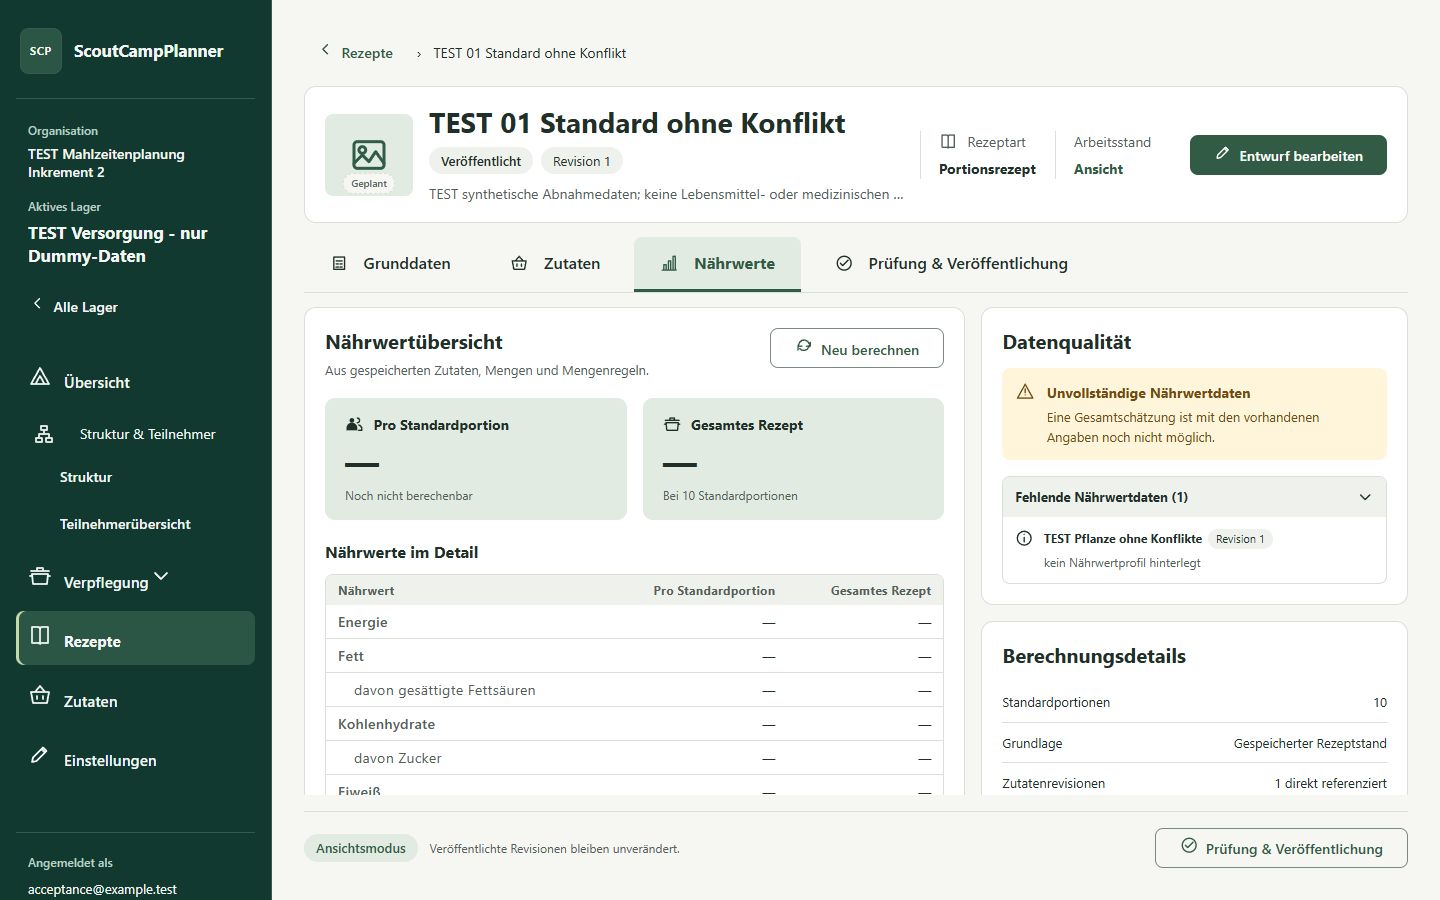 SCP
ScoutCampPlanner
Organisation
TEST Mahlzeitenplanung
Inkrement 2
Aktives Lager
TEST Versorgung - nur
Dummy-Daten
Alle Lager
Übersicht
Struktur & Teilnehmer
Struktur
Teilnehmerübersicht
Verpflegung
Rezepte
Zutaten
Einstellungen
Angemeldet als
acceptance@example.test
Rezepte › TEST 01 Standard ohne Konflikt
Geplant
TEST 01 Standard ohne Konflikt
Veröffentlicht Revision 1
TEST synthetische Abnahmedaten; keine Lebensmittel- oder medizinischen ...
Rezeptart
Portionsrezept
Arbeitsstand
Ansicht
Entwurf bearbeiten
Grunddaten Zutaten Nährwerte Prüfung & Veröffentlichung
Nährwertübersicht
Aus gespeicherten Zutaten, Mengen und Mengenregeln.
Neu berechnen
Pro Standardportion
—
Noch nicht berechenbar
Gesamtes Rezept
—
Bei 10 Standardportionen
Nährwerte im Detail
Nährwert Pro Standardportion Gesamtes Rezept
Energie — —
Fett — —
davon gesättigte Fettsäuren — —
Kohlenhydrate — —
davon Zucker — —
Eiweiß — —
Datenqualität
Unvollständige Nährwertdaten
Eine Gesamtschätzung ist mit den vorhandenen
Angaben noch nicht möglich.
Fehlende Nährwertdaten (1)
TEST Pflanze ohne Konflikte Revision 1
kein Nährwertprofil hinterlegt
Berechnungsdetails
Standardportionen 10
Grundlage Gespeicherter Rezeptstand
Zutatenrevisionen 1 direkt referenziert
Ansichtsmodus Veröffentlichte Revisionen bleiben unverändert.
Prüfung & Veröffentlichung